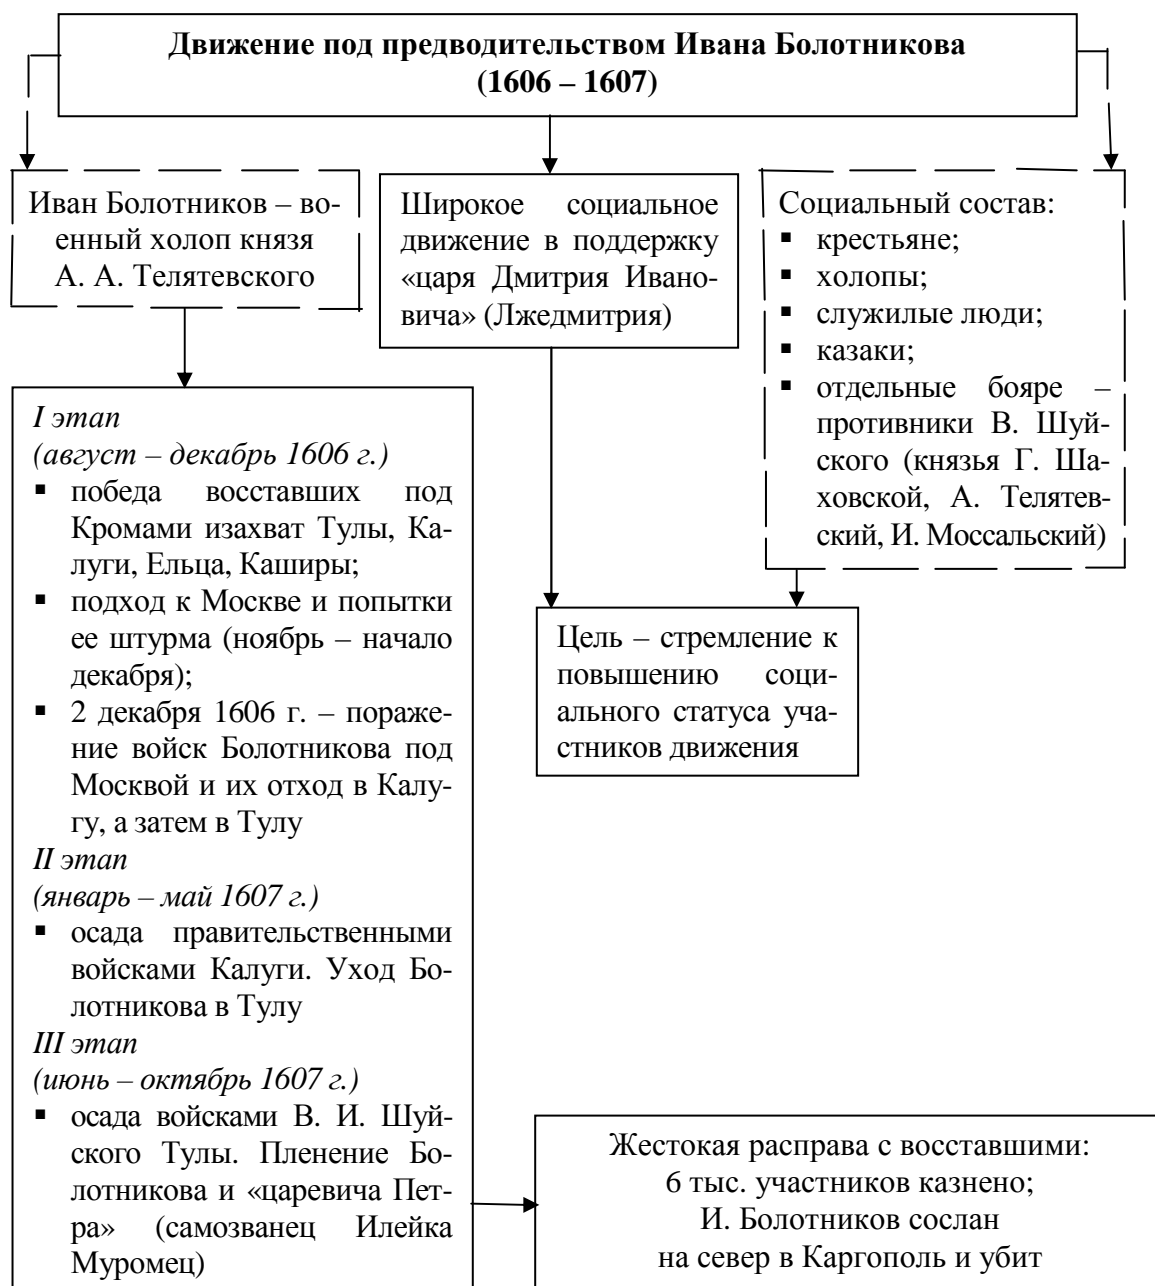 Движение под предводительством Ивана Болотникова
(1606 – 1607)
Иван Болотников – во-
енный холоп князя
А. А. Телятевского
Широкое социальное
движение в поддержку
«царя Дмитрия Ивано-
вича» (Лжедмитрия)
Социальный состав:
▪ крестьяне;
▪ холопы;
▪ служилые люди;
▪ казаки;
▪ отдельные бояре –
противники В. Шуй-
ского (князья Г. Ша-
ховской, А. Телятев-
ский, И. Моссальский)
I этап
(август – декабрь 1606 г.)
▪ победа восставших под
Кромами изахват Тулы, Ка-
луги, Ельца, Каширы;
▪ подход к Москве и попытки
ее штурма (ноябрь – начало
декабря);
▪ 2 декабря 1606 г. – пораже-
ние войск Болотникова под
Москвой и их отход в Калу-
гу, а затем в Тулу
II этап
(январь – май 1607 г.)
▪ осада правительственными
войсками Калуги. Уход Бо-
лотникова в Тулу
III этап
(июнь – октябрь 1607 г.)
▪ осада войсками В. И. Шуй-
ского Тулы. Пленение Бо-
лотникова и «царевича Пет-
ра» (самозванец Илейка
Муромец)
Цель – стремление к
повышению соци-
ального статуса уча-
стников движения
Жестокая расправа с восставшими:
6 тыс. участников казнено;
И. Болотников сослан
на север в Каргополь и убит